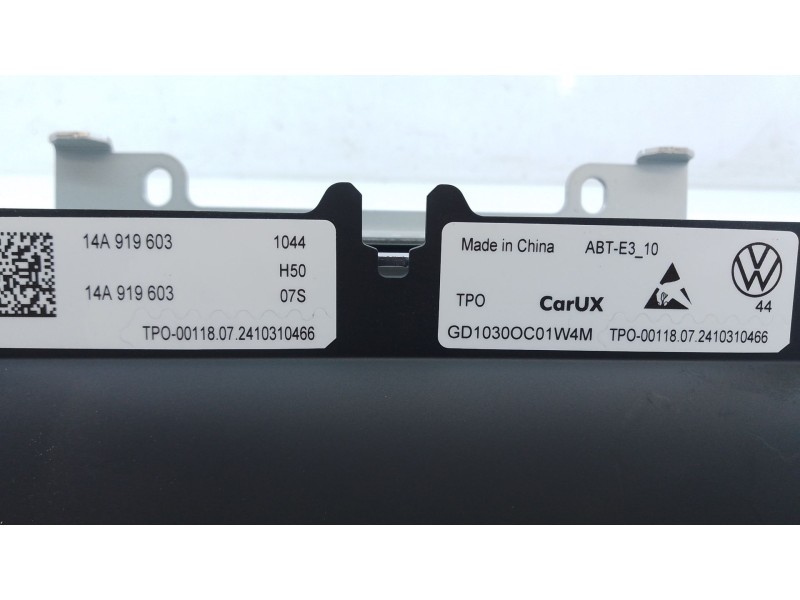 14A 919 603 1044
H50
14A 919 603 07S
TPO-00118.07.2410310466
Made in China ABT-E3_10
TPO CarUX 44
GD1030OC01W4M TPO-00118.07.2410310466